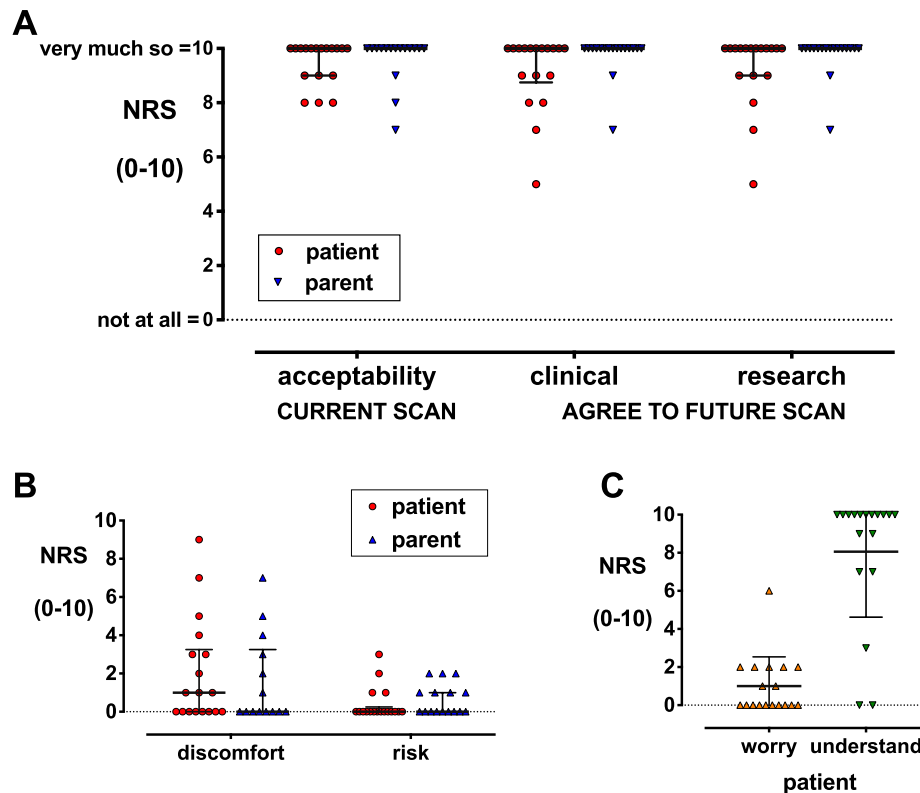 A
very much so =10
NRS
(0-10)
8
6
4
2
not at all = 0
patient
parent
acceptability clinical research
CURRENT SCAN AGREE TO FUTURE SCAN
B
NRS
(0-10)
10
8
6
4
2
0
patient
parent
discomfort risk
C
NRS
(0-10)
10
8
6
4
2
0
worry understand
patient